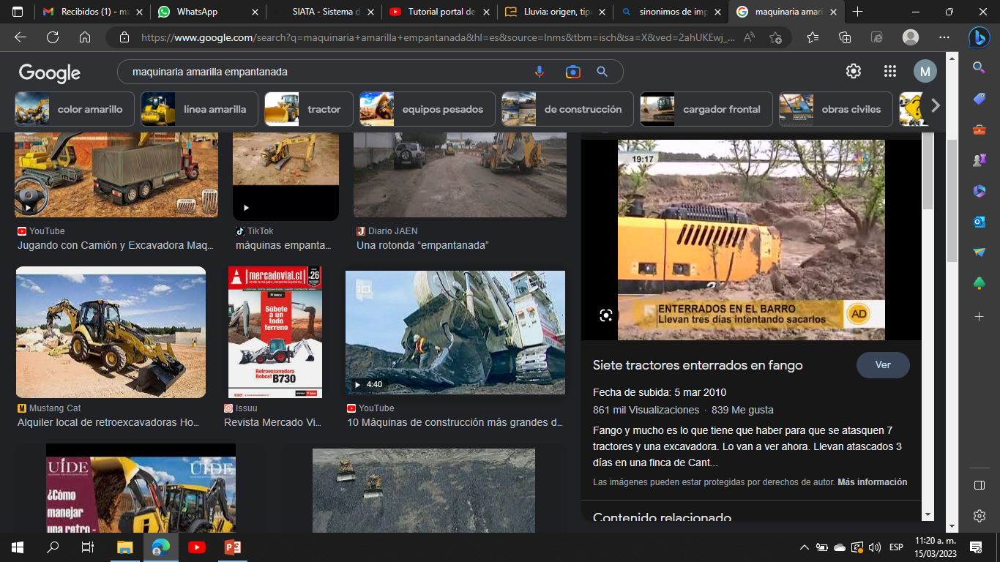 Recibidos (1) - ma
WhatsApp
SIATA - Sistema d
Tutorial portal de
Lluvia: origen, tip
sinonimos de imp
maquinaria amari
https://www.google.com/search?q=maquinaria+amarilla+empantanada&hl=es&source=lnms&tbm=isch&sa=X&ved=2ahUKEwj_...
Google
maquinaria amarilla empantanada
M
color amarillo
línea amarilla
tractor
equipos pesados
de construcción
cargador frontal
obras civiles
YouTube
Jugando con Camión y Excavadora Maq...
TikTok
máquinas empanta...
Diario JAEN
Una rotonda “empantanada”
mercadovial.cl
26
Súbete
a un
todo
terreno
Retroexcavadora
Bobcat B730
4:40
M Mustang Cat
Alquiler local de retroexcavadoras Ho...
Issuu
Revista Mercado Vi...
YouTube
10 Máquinas de construcción más grandes d...
UIDE
UIDE
¿Cómo
manejar
una retro -
19:17
ENTERRADOS EN EL BARRO
Llevan tres días intentando sacarlos
AD
Siete tractores enterrados en fango
Ver
Fecha de subida: 5 mar 2010
861 mil Visualizaciones · 839 Me gusta
Fango y mucho es lo que tiene que haber para que se atasquen 7
tractores y una excavadora. Lo van a ver ahora. Llevan atascados 3
días en una finca de Cant...
Las imágenes pueden estar protegidas por derechos de autor. Más información
Contenido relacionado
ESP
11:20 a. m.
15/03/2023